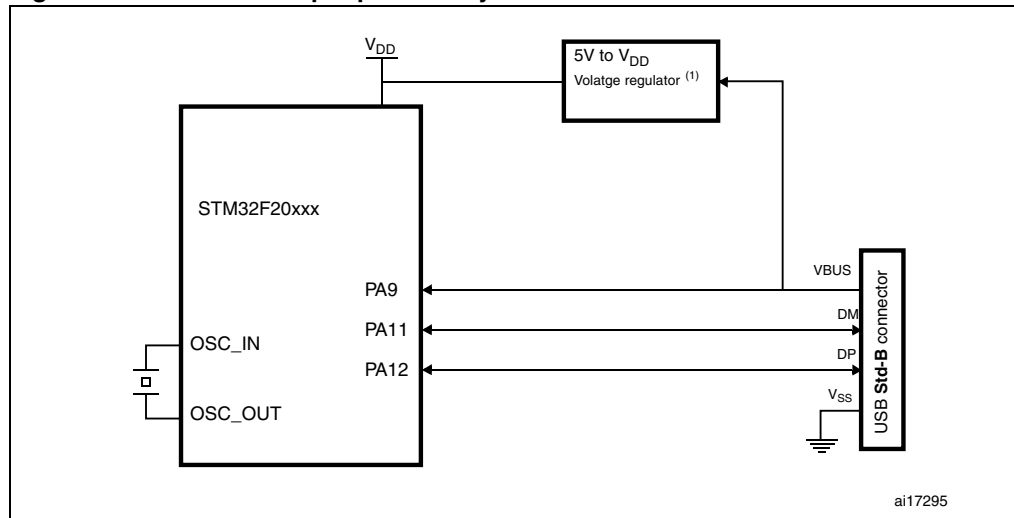 VDD
5V to VDD
Volatge regulator (1)
STM32F20xxx
VBUS
PA9
DM
PA11
OSC_IN
DP
PA12
VSS
OSC_OUT
USB Std-B connector
ai17295